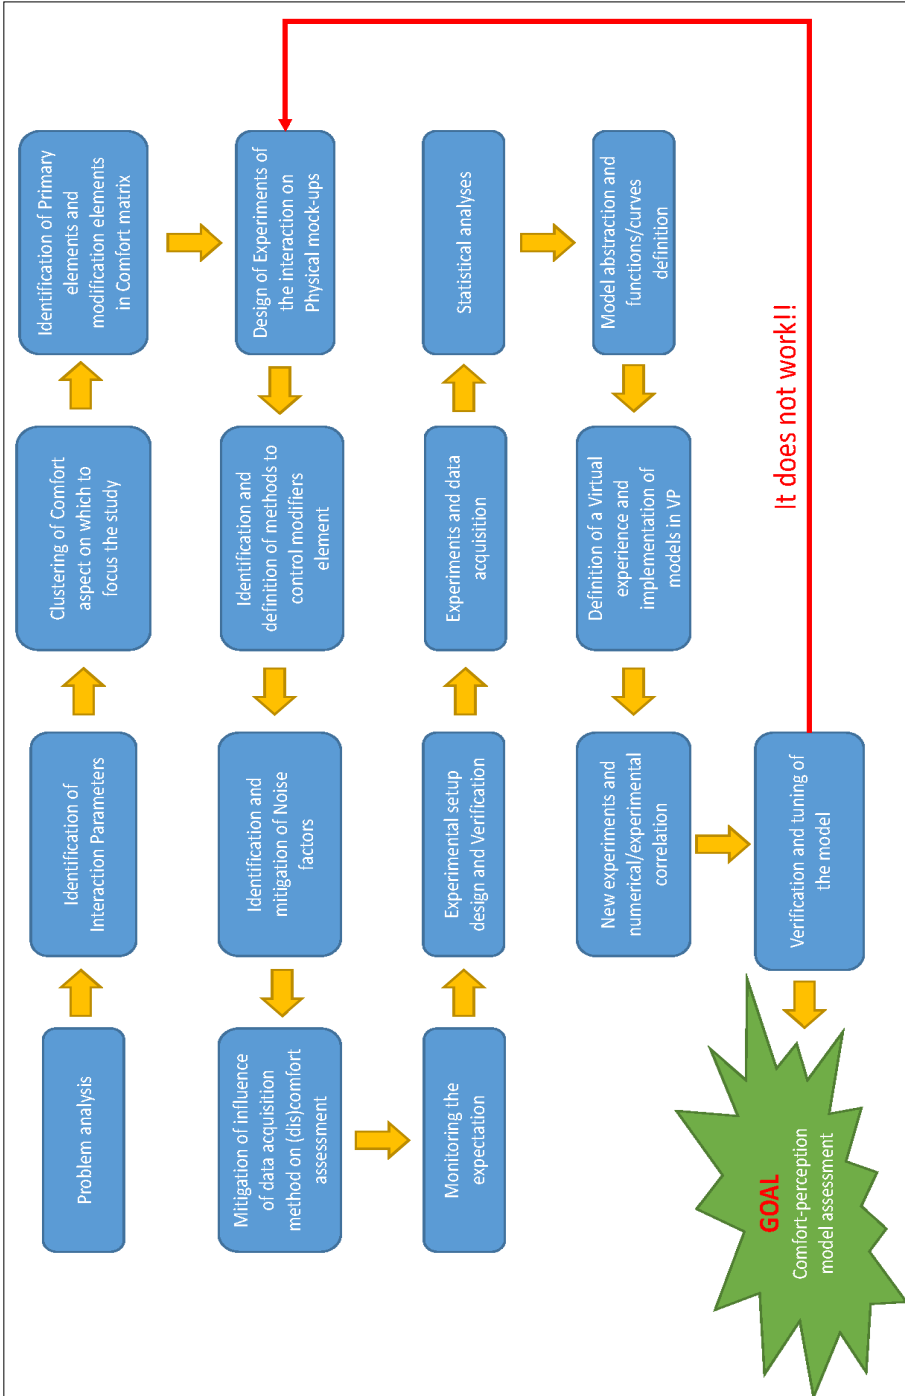 Problem analysis
Identification of
Interaction Parameters
Clustering of Comfort
aspect on which to
focus the study
Identification of Primary
elements and
modification elements
in Comfort matrix
Design of Experiments of
the interaction on
Physical mock-ups
Identification and
definition of methods to
control modifiers
element
Identification and
mitigation of Noise
factors
Mitigation of influence
of data acquisition
method on (dis)comfort
assessment
Monitoring the
expectation
Experimental setup
design and Verification
Experiments and data
acquisition
Statistical analyses
Model abstraction and
functions/curves
definition
Definition of a Virtual
experience and
implementation of
models in VP
New experiments and
numerical/experimental
correlation
Verification and tuning of
the model
It does not work!!
GOAL
Comfort-perception
model assessment